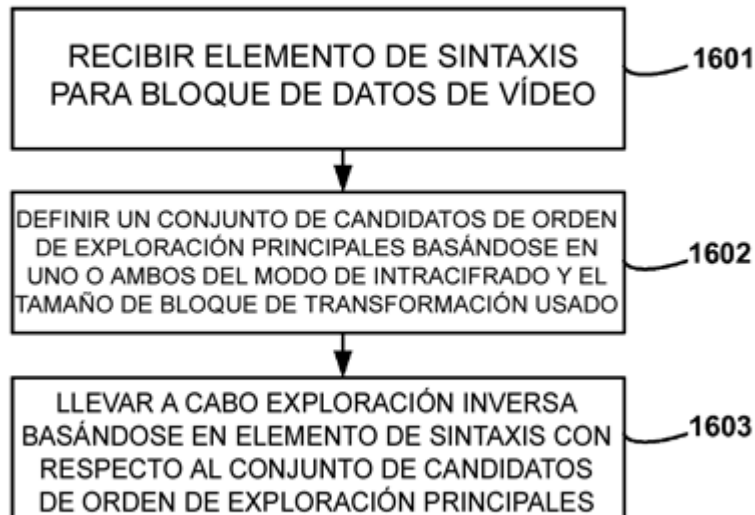 RECIBIR ELEMENTO DE SINTAXIS
PARA BLOQUE DE DATOS DE VÍDEO
1601
DEFINIR UN CONJUNTO DE CANDIDATOS DE ORDEN
DE EXPLORACIÓN PRINCIPALES BASÁNDOSE EN
UNO O AMBOS DEL MODO DE INTRACIFRADO Y EL
TAMAÑO DE BLOQUE DE TRANSFORMACIÓN USADO
1602
LLEVAR A CABO EXPLORACIÓN INVERSA
BASÁNDOSE EN ELEMENTO DE SINTAXIS CON
RESPECTO AL CONJUNTO DE CANDIDATOS
DE ORDEN DE EXPLORACIÓN PRINCIPALES
1603